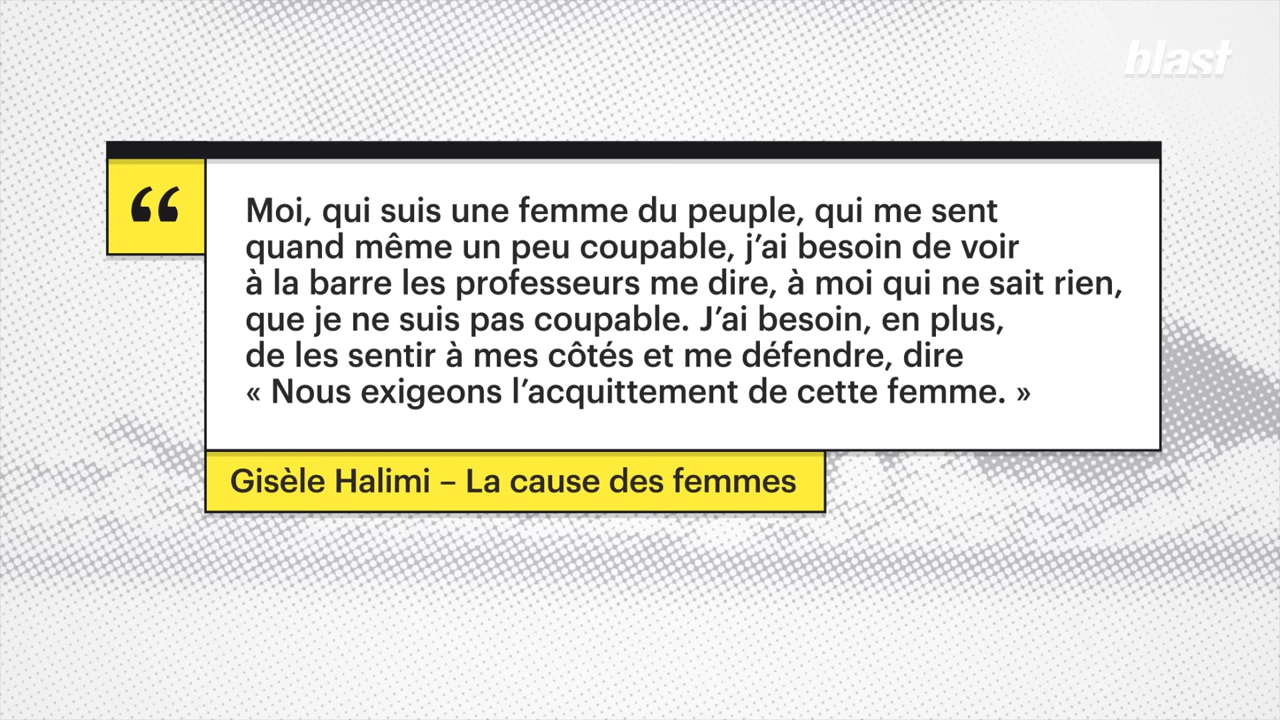 blast
“
Moi, qui suis une femme du peuple, qui me sent
quand même un peu coupable, j’ai besoin de voir
à la barre les professeurs me dire, à moi qui ne sait rien,
que je ne suis pas coupable. J’ai besoin, en plus,
de les sentir à mes côtés et me défendre, dire
« Nous exigeons l’acquittement de cette femme. »
Gisèle Halimi – La cause des femmes